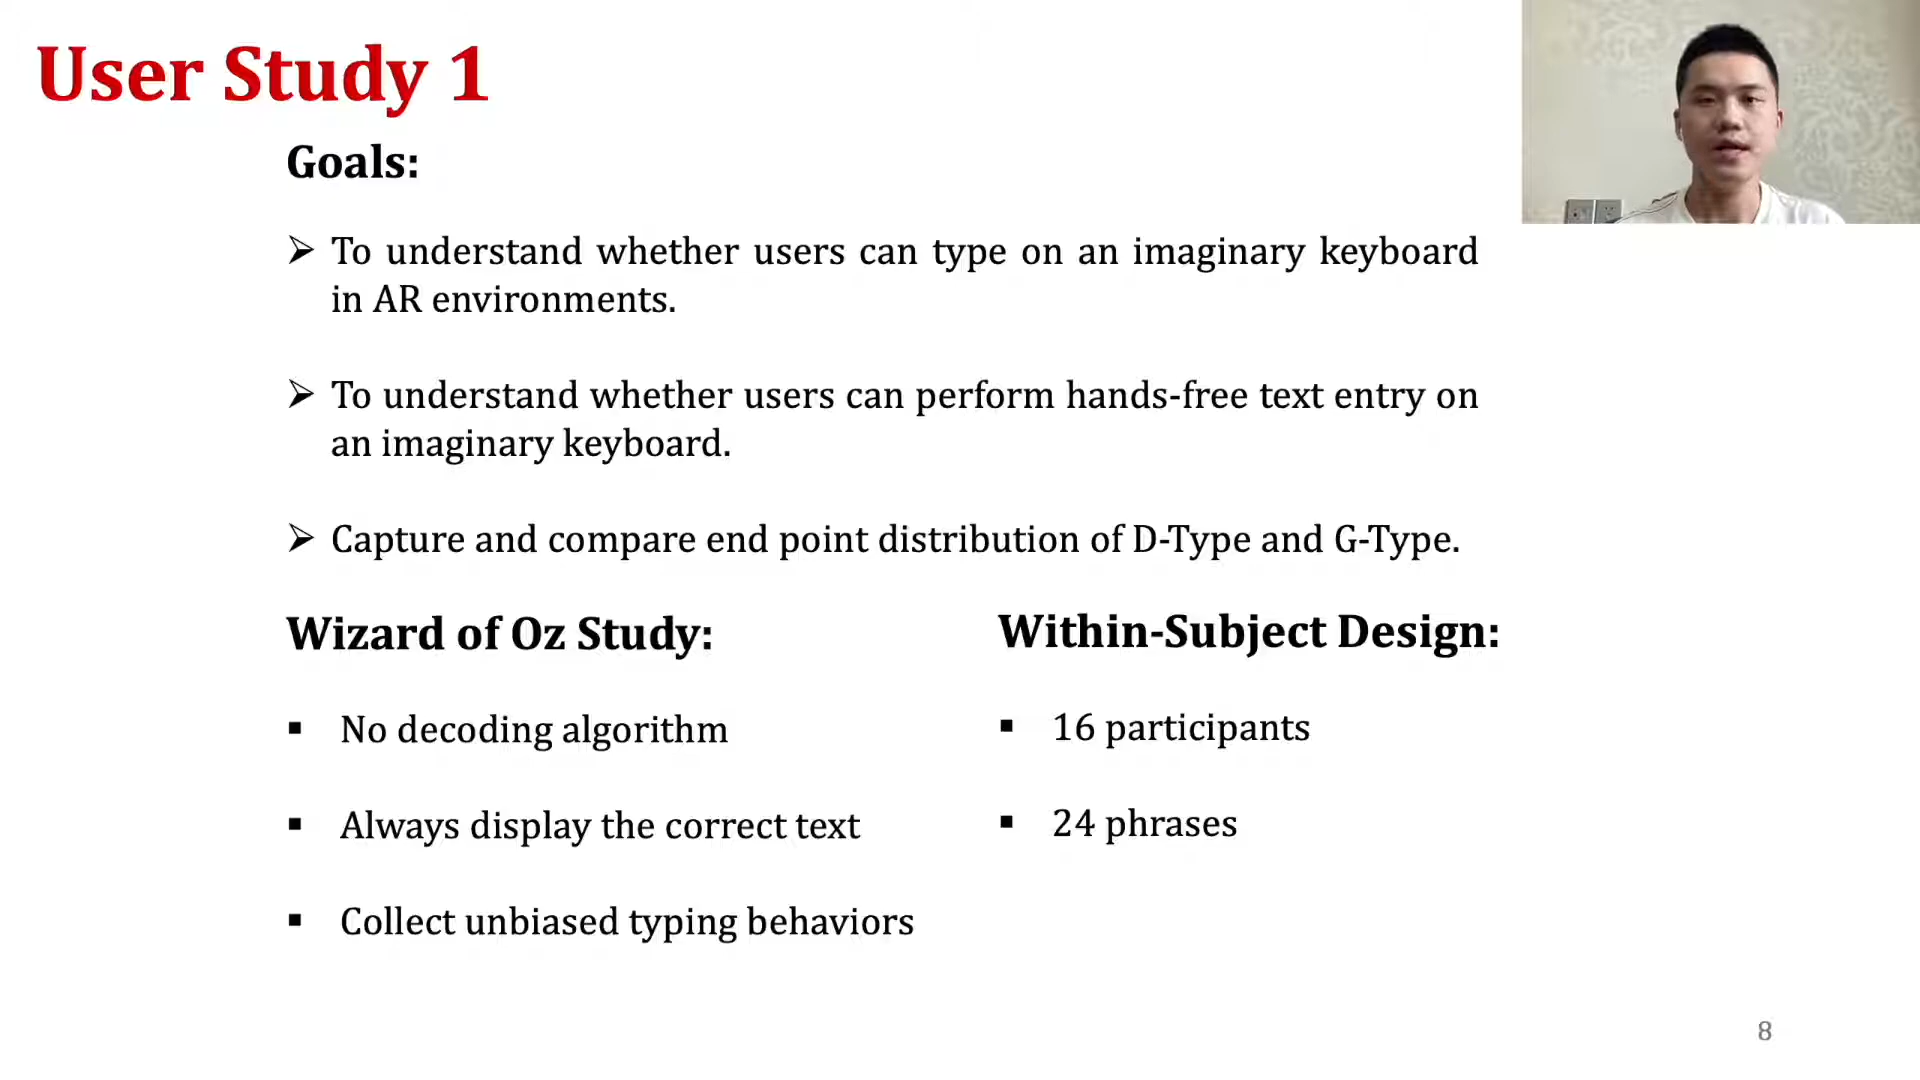 User Study 1
Goals:
To understand whether users can type on an imaginary keyboard
in AR environments.
To understand whether users can perform hands-free text entry on
an imaginary keyboard.
Capture and compare end point distribution of D-Type and G-Type.
Wizard of Oz Study:
No decoding algorithm
Always display the correct text
Collect unbiased typing behaviors
Within-Subject Design:
16 participants
24 phrases
8